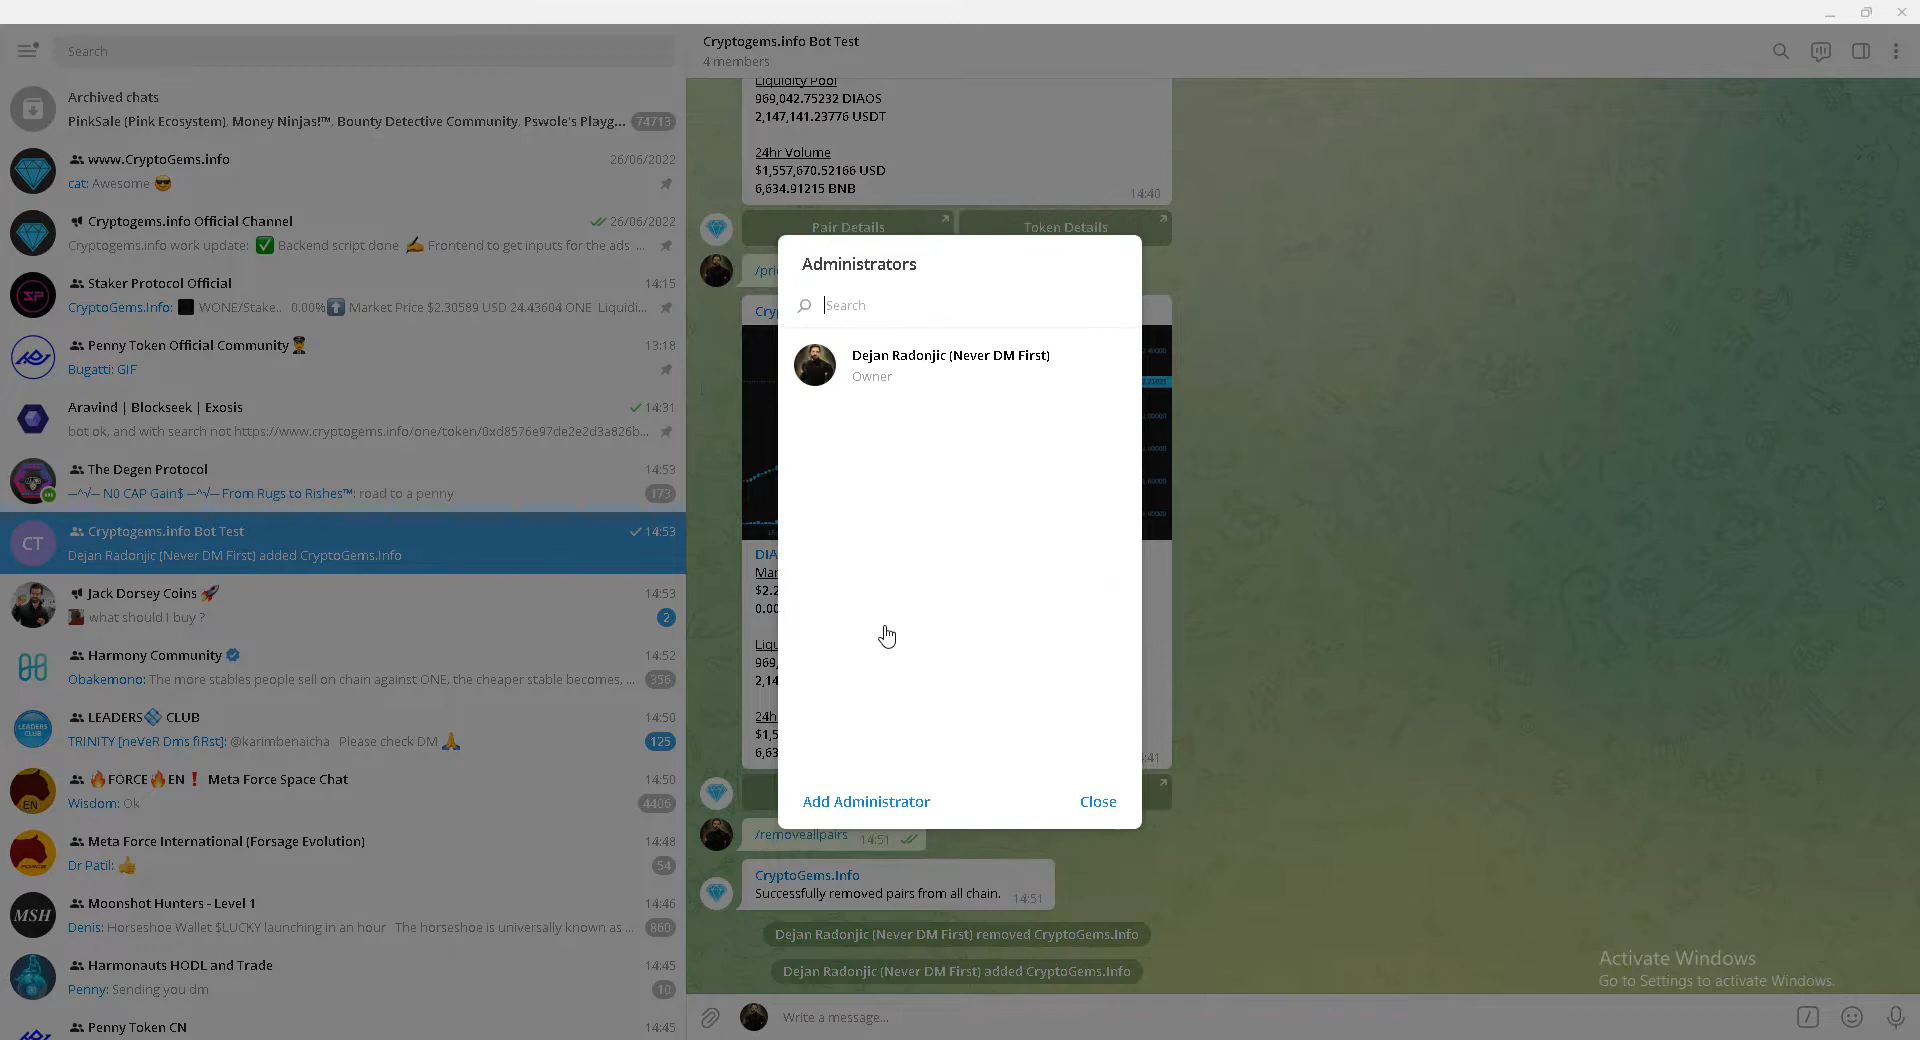 Search
Archived chats
PinkSale (Pink Ecosystem), Money Ninjas!™, Bounty Detective Community, Pswole's Playg... 74713
www.CryptoGems.info 26/06/2022
cat: Awesome 😎
Cryptogems.info Official Channel 26/06/2022
Cryptogems.info work update: ✅ Backend script done ✍ Frontend to get inputs for the ads ...
Staker Protocol Official 14:15
CryptoGems.Info: WONE/Stake.. 0.00%⬆ Market Price $2.30589 USD 24.43604 ONE Liquidi...
Penny Token Official Community 13:18
Bugatti: GIF
Aravind | Blockseek | Exosis 14:31
bot ok, and with search not https://www.cryptogems.info/one/token/0xd8576e97de2e2d3a826b...
The Degen Protocol 14:53
—^√— N0 CAP Gain$ —^√— From Rugs to Rishes™: road to a penny 173
CT
Cryptogems.info Bot Test 14:53
Dejan Radonjic (Never DM First) added CryptoGems.Info
Jack Dorsey Coins 🚀 14:53
what should I buy ? 2
Harmony Community 14:52
Obakemono: The more stables people sell on chain against ONE, the cheaper stable becomes, ... 356
LEADERS CLUB
LEADERS💠 CLUB 14:50
TRINITY [neVeR Dms fiRst]: @karimbenaicha Please check DM 🙏 125
EN
🔥FORCE🔥EN❗ Meta Force Space Chat 14:50
Wisdom: Ok 4406
Meta Force International (Forsage Evolution) 14:48
Dr Patil: 👍 54
MSH
Moonshot Hunters - Level 1 14:46
Denis: Horseshoe Wallet $LUCKY launching in an hour The horseshoe is universally known as ... 860
Harmonauts HODL and Trade 14:45
Penny: Sending you dm 10
Penny Token CN 14:45
Cryptogems.info Bot Test
4 members
Liquidity Pool
969,042.75232 DIAOS
2,147,141.23776 USDT
24hr Volume
$1,557,670.52166 USD
6,634.91215 BNB 14:40
Pair Details Token Details
/pri
Cry
DIA
Mar
$2.2
0.00
Liqu
969,
2,14
24h
$1,5
6,63 :41
Administrators
Search
Dejan Radonjic (Never DM First)
Owner
Add Administrator Close
/removeallpairs 14:51
CryptoGems.Info
Successfully removed pairs from all chain. 14:51
Dejan Radonjic (Never DM First) removed CryptoGems.Info
Dejan Radonjic (Never DM First) added CryptoGems.Info
Activate Windows
Go to Settings to activate Windows.
Write a message...